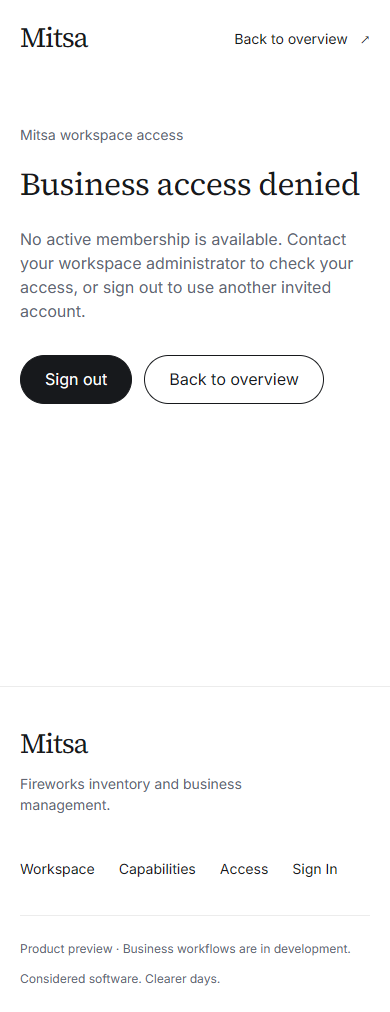 Mitsa
Back to overview ↗
Mitsa workspace access
Business access denied
No active membership is available. Contact
your workspace administrator to check your
access, or sign out to use another invited
account.
Sign out
Back to overview
Mitsa
Fireworks inventory and business
management.
Workspace Capabilities Access Sign In
Product preview · Business workflows are in development.
Considered software. Clearer days.